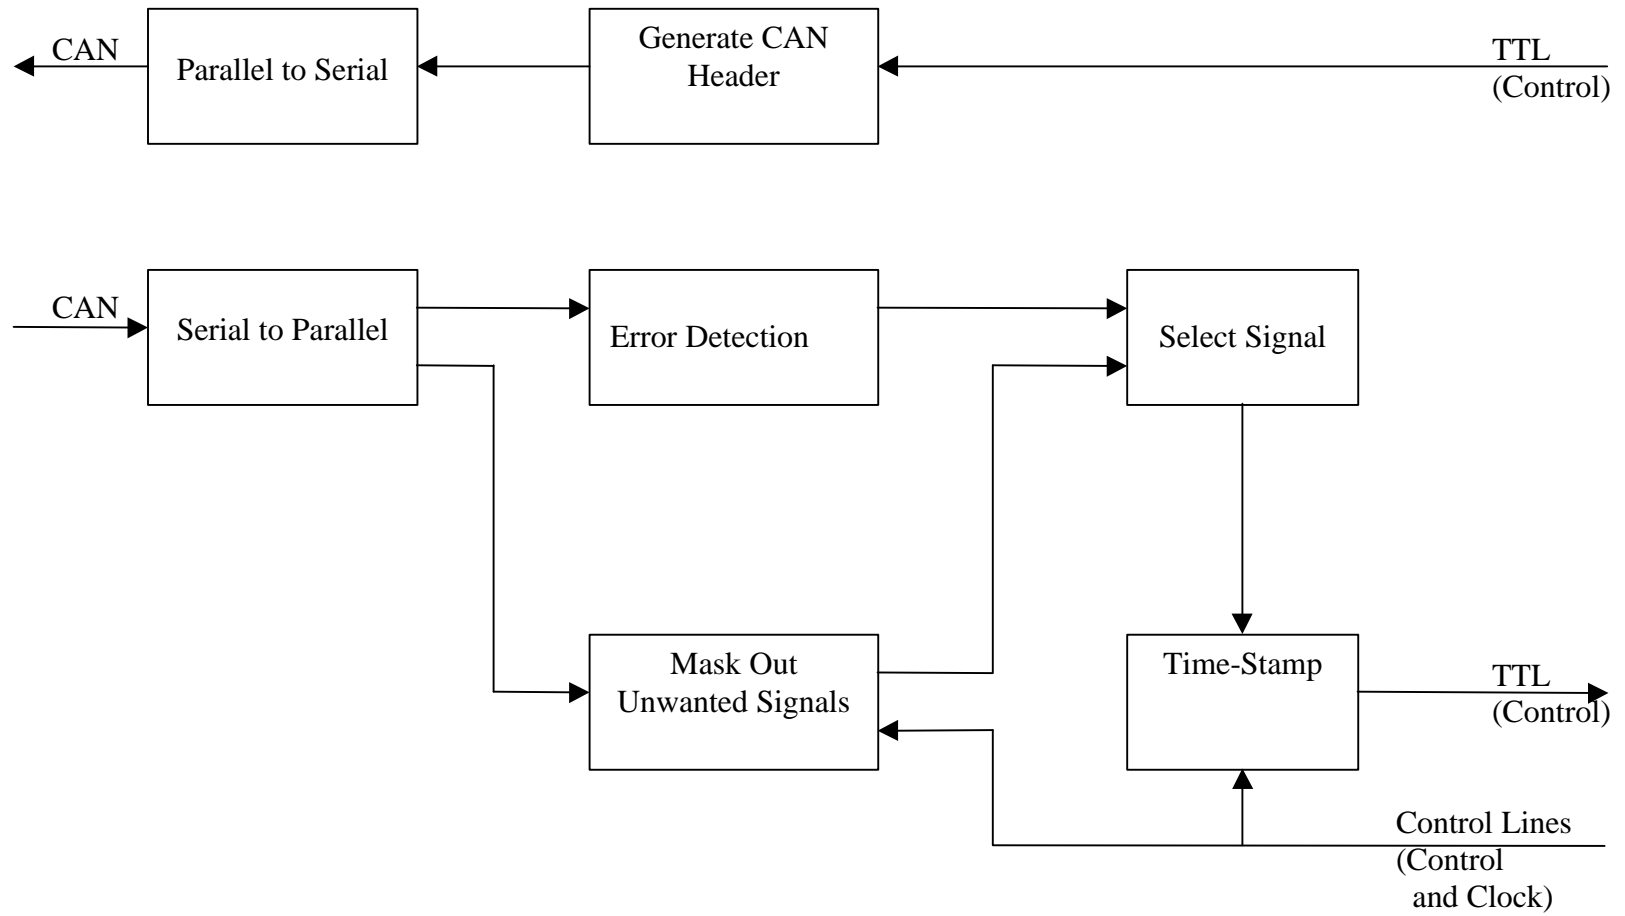 CAN
Parallel to Serial
Generate CAN
Header
TTL
(Control)
CAN
Serial to Parallel
Error Detection
Select Signal
Mask Out
Unwanted Signals
Time-Stamp
TTL
(Control)
Control Lines
(Control
and Clock)